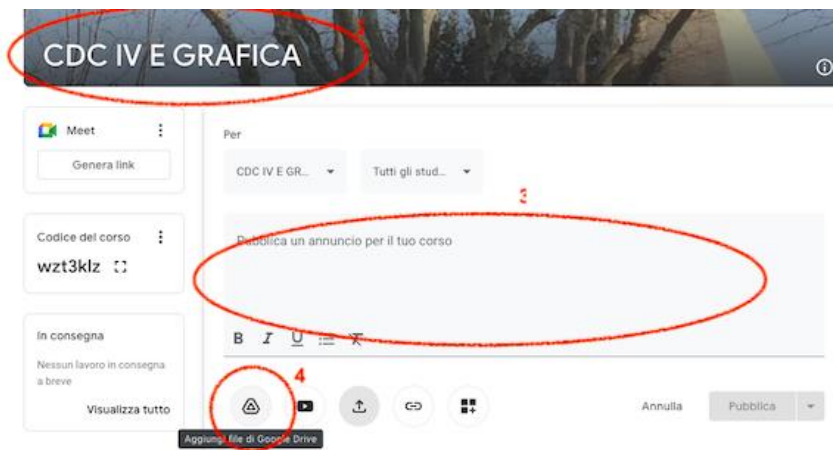 CDC IV E GRAFICA
Meet
Genera link
Codice del corso
wzt3klz
In consegna
Nessun lavoro in consegna
a breve
Visualizza tutto
Per
CDC IV E GR...
Tutti gli stud...
3
Pubblica un annuncio per il tuo corso
B I U
4
Annulla
Pubblica
Aggiungi file di Google Drive